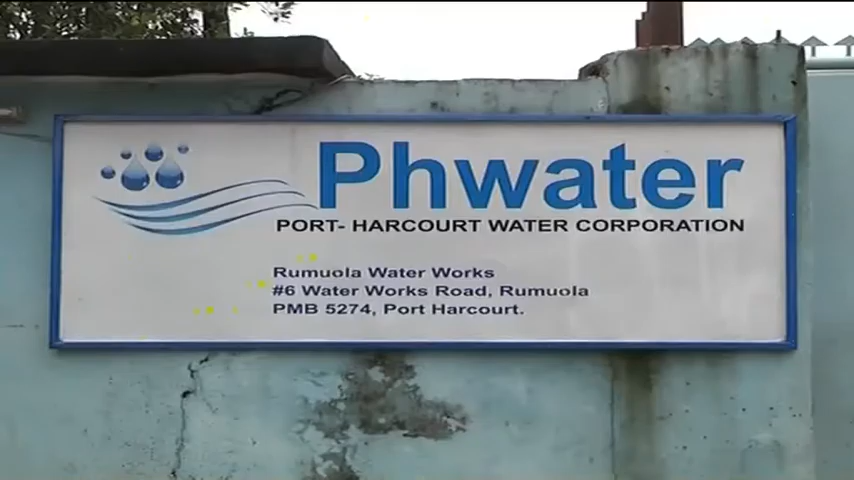 Phwater
PORT- HARCOURT WATER CORPORATION
RUMUOLA WATER WORKS
#6 WATER WORKS ROAD, RUMUOLA
PMB 5274, PORT HARCOURT.